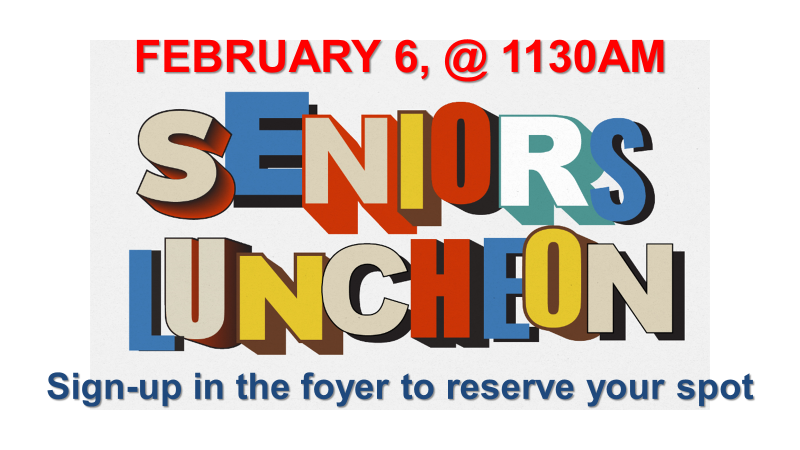 FEBRUARY 6, @ 1130AM
SENIORS
LUNCHEON
Sign-up in the foyer to reserve your spot